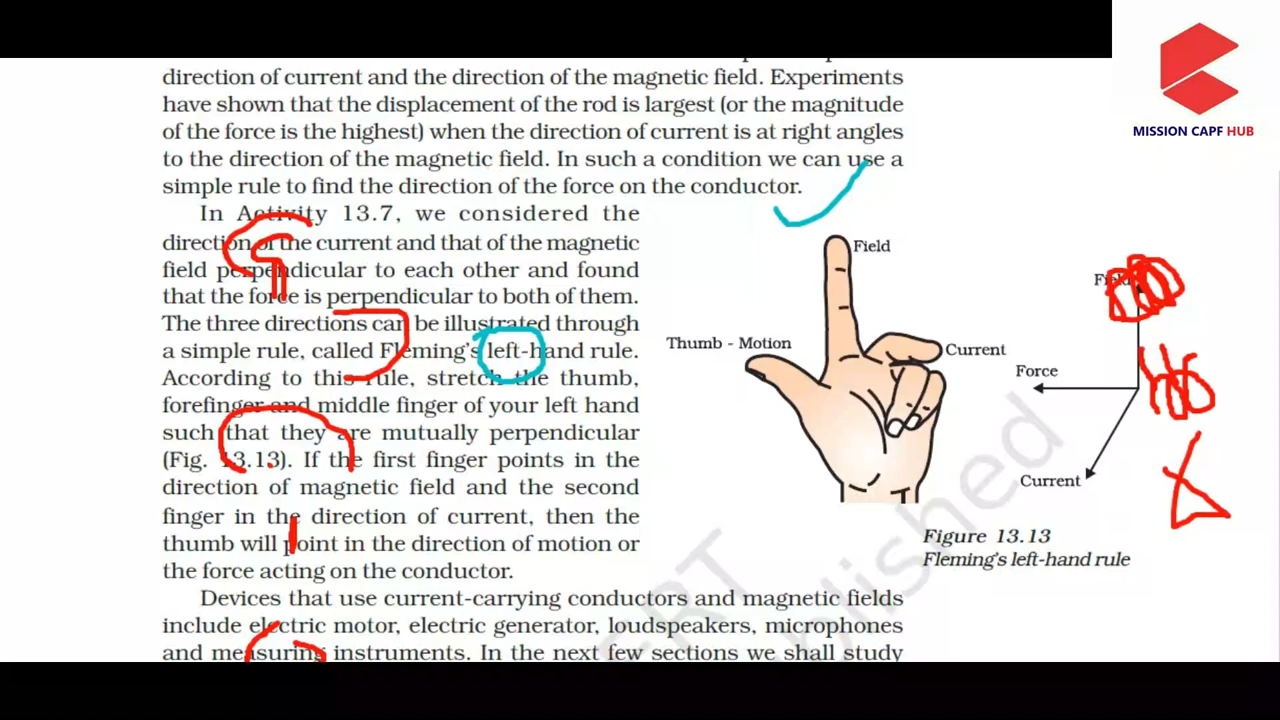 direction of current and the direction of the magnetic field. Experiments
have shown that the displacement of the rod is largest (or the magnitude
of the force is the highest) when the direction of current is at right angles
to the direction of the magnetic field. In such a condition we can use a
simple rule to find the direction of the force on the conductor.
In Activity 13.7, we considered the
direction of the current and that of the magnetic
field perpendicular to each other and found
that the force is perpendicular to both of them.
The three directions can be illustrated through
a simple rule, called Fleming's left-hand rule.
According to this rule, stretch the thumb,
forefinger and middle finger of your left hand
such that they are mutually perpendicular
(Fig. 13.13). If the first finger points in the
direction of magnetic field and the second
finger in the direction of current, then the
thumb will point in the direction of motion or
the force acting on the conductor.
Devices that use current-carrying conductors and magnetic fields
include electric motor, electric generator, loudspeakers, microphones
and measuring instruments. In the next few sections we shall study
Field
Thumb - Motion
Current
Field
Force
Current
Figure 13.13
Fleming's left-hand rule
MISSION CAPF HUB